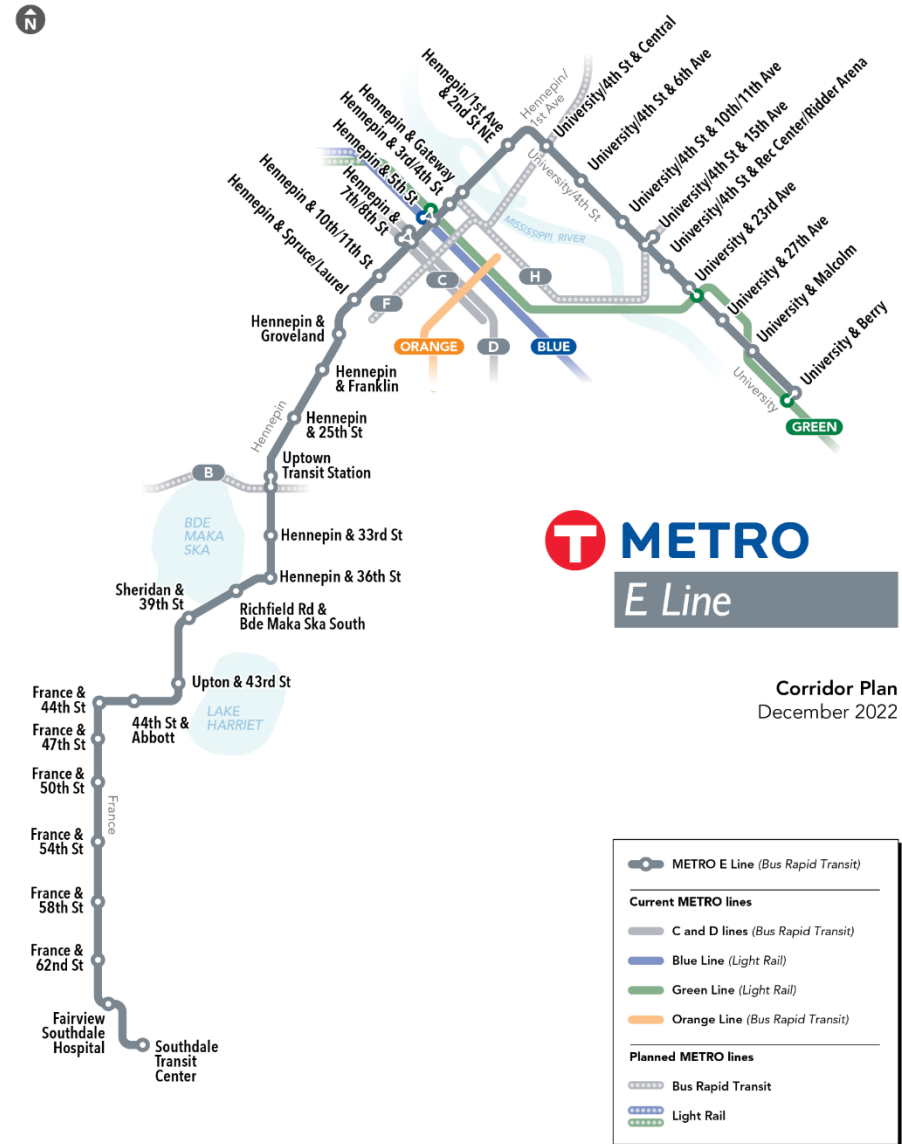 N
University/4th St & Central
Hennepin/
1st Ave
Hennepin/1st Ave
& 2nd St NE
University/4th St & 6th Ave
University/4th St & 10th/11th Ave
University/4th St & 15th Ave
University/4th St & Rec Center/Ridder Arena
University & 23rd Ave
University & 27th Ave
University & Malcolm
University & Berry
University/4th St
MISSISSIPPI RIVER
University
GREEN
Hennepin & Gateway
Hennepin & 3rd/4th St
Hennepin & 5th St
Hennepin &
7th/8th St
Hennepin & 10th/11th St
Hennepin & Spruce/Laurel
F
C
H
ORANGE
D
BLUE
Hennepin &
Groveland
Hennepin
& Franklin
Hennepin
Hennepin
& 25th St
Uptown
Transit Station
B
BDE
MAKA
SKA
Hennepin & 33rd St
Hennepin & 36th St
Sheridan &
39th St
Richfield Rd &
Bde Maka Ska South
Upton & 43rd St
LAKE
HARRIET
France &
44th St
44th St &
Abbott
France &
47th St
France &
50th St
France
France &
54th St
France &
58th St
France &
62nd St
Fairview
Southdale
Hospital
Southdale
Transit
Center
T METRO
E Line
Corridor Plan
December 2022
METRO E Line (Bus Rapid Transit)
Current METRO lines
C and D lines (Bus Rapid Transit)
Blue Line (Light Rail)
Green Line (Light Rail)
Orange Line (Bus Rapid Transit)
Planned METRO lines
Bus Rapid Transit
Light Rail